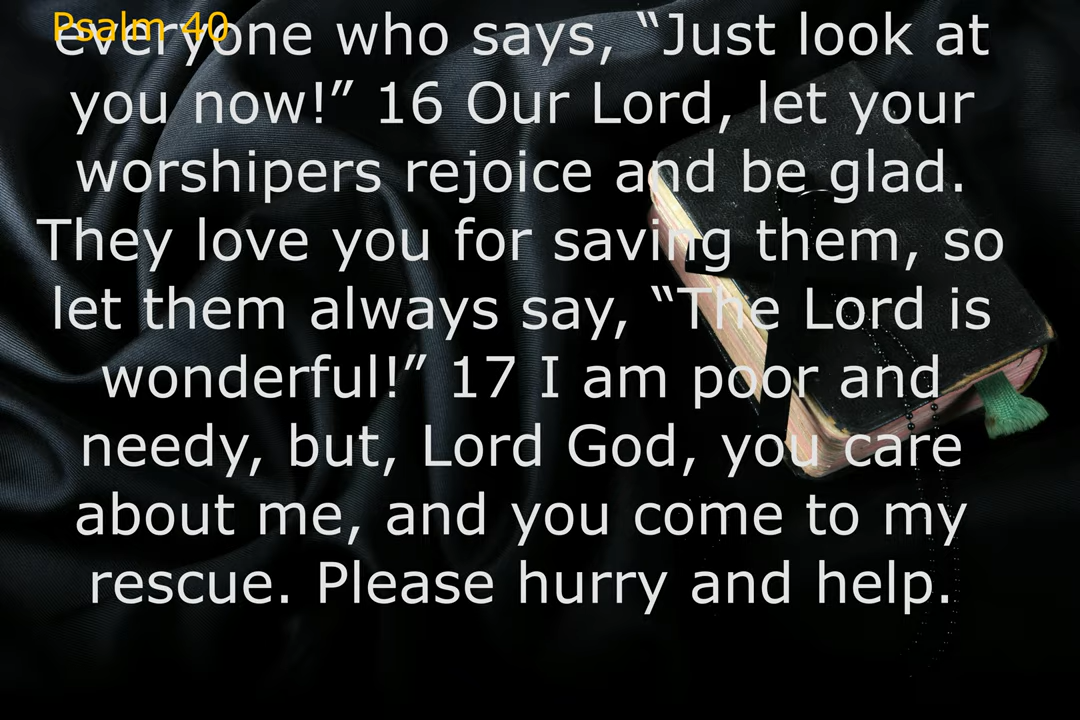 Psalm 40
everyone who says, “Just look at
you now!” 16 Our Lord, let your
worshipers rejoice and be glad.
They love you for saving them, so
let them always say, “The Lord is
wonderful!” 17 I am poor and
needy, but, Lord God, you care
about me, and you come to my
rescue. Please hurry and help.